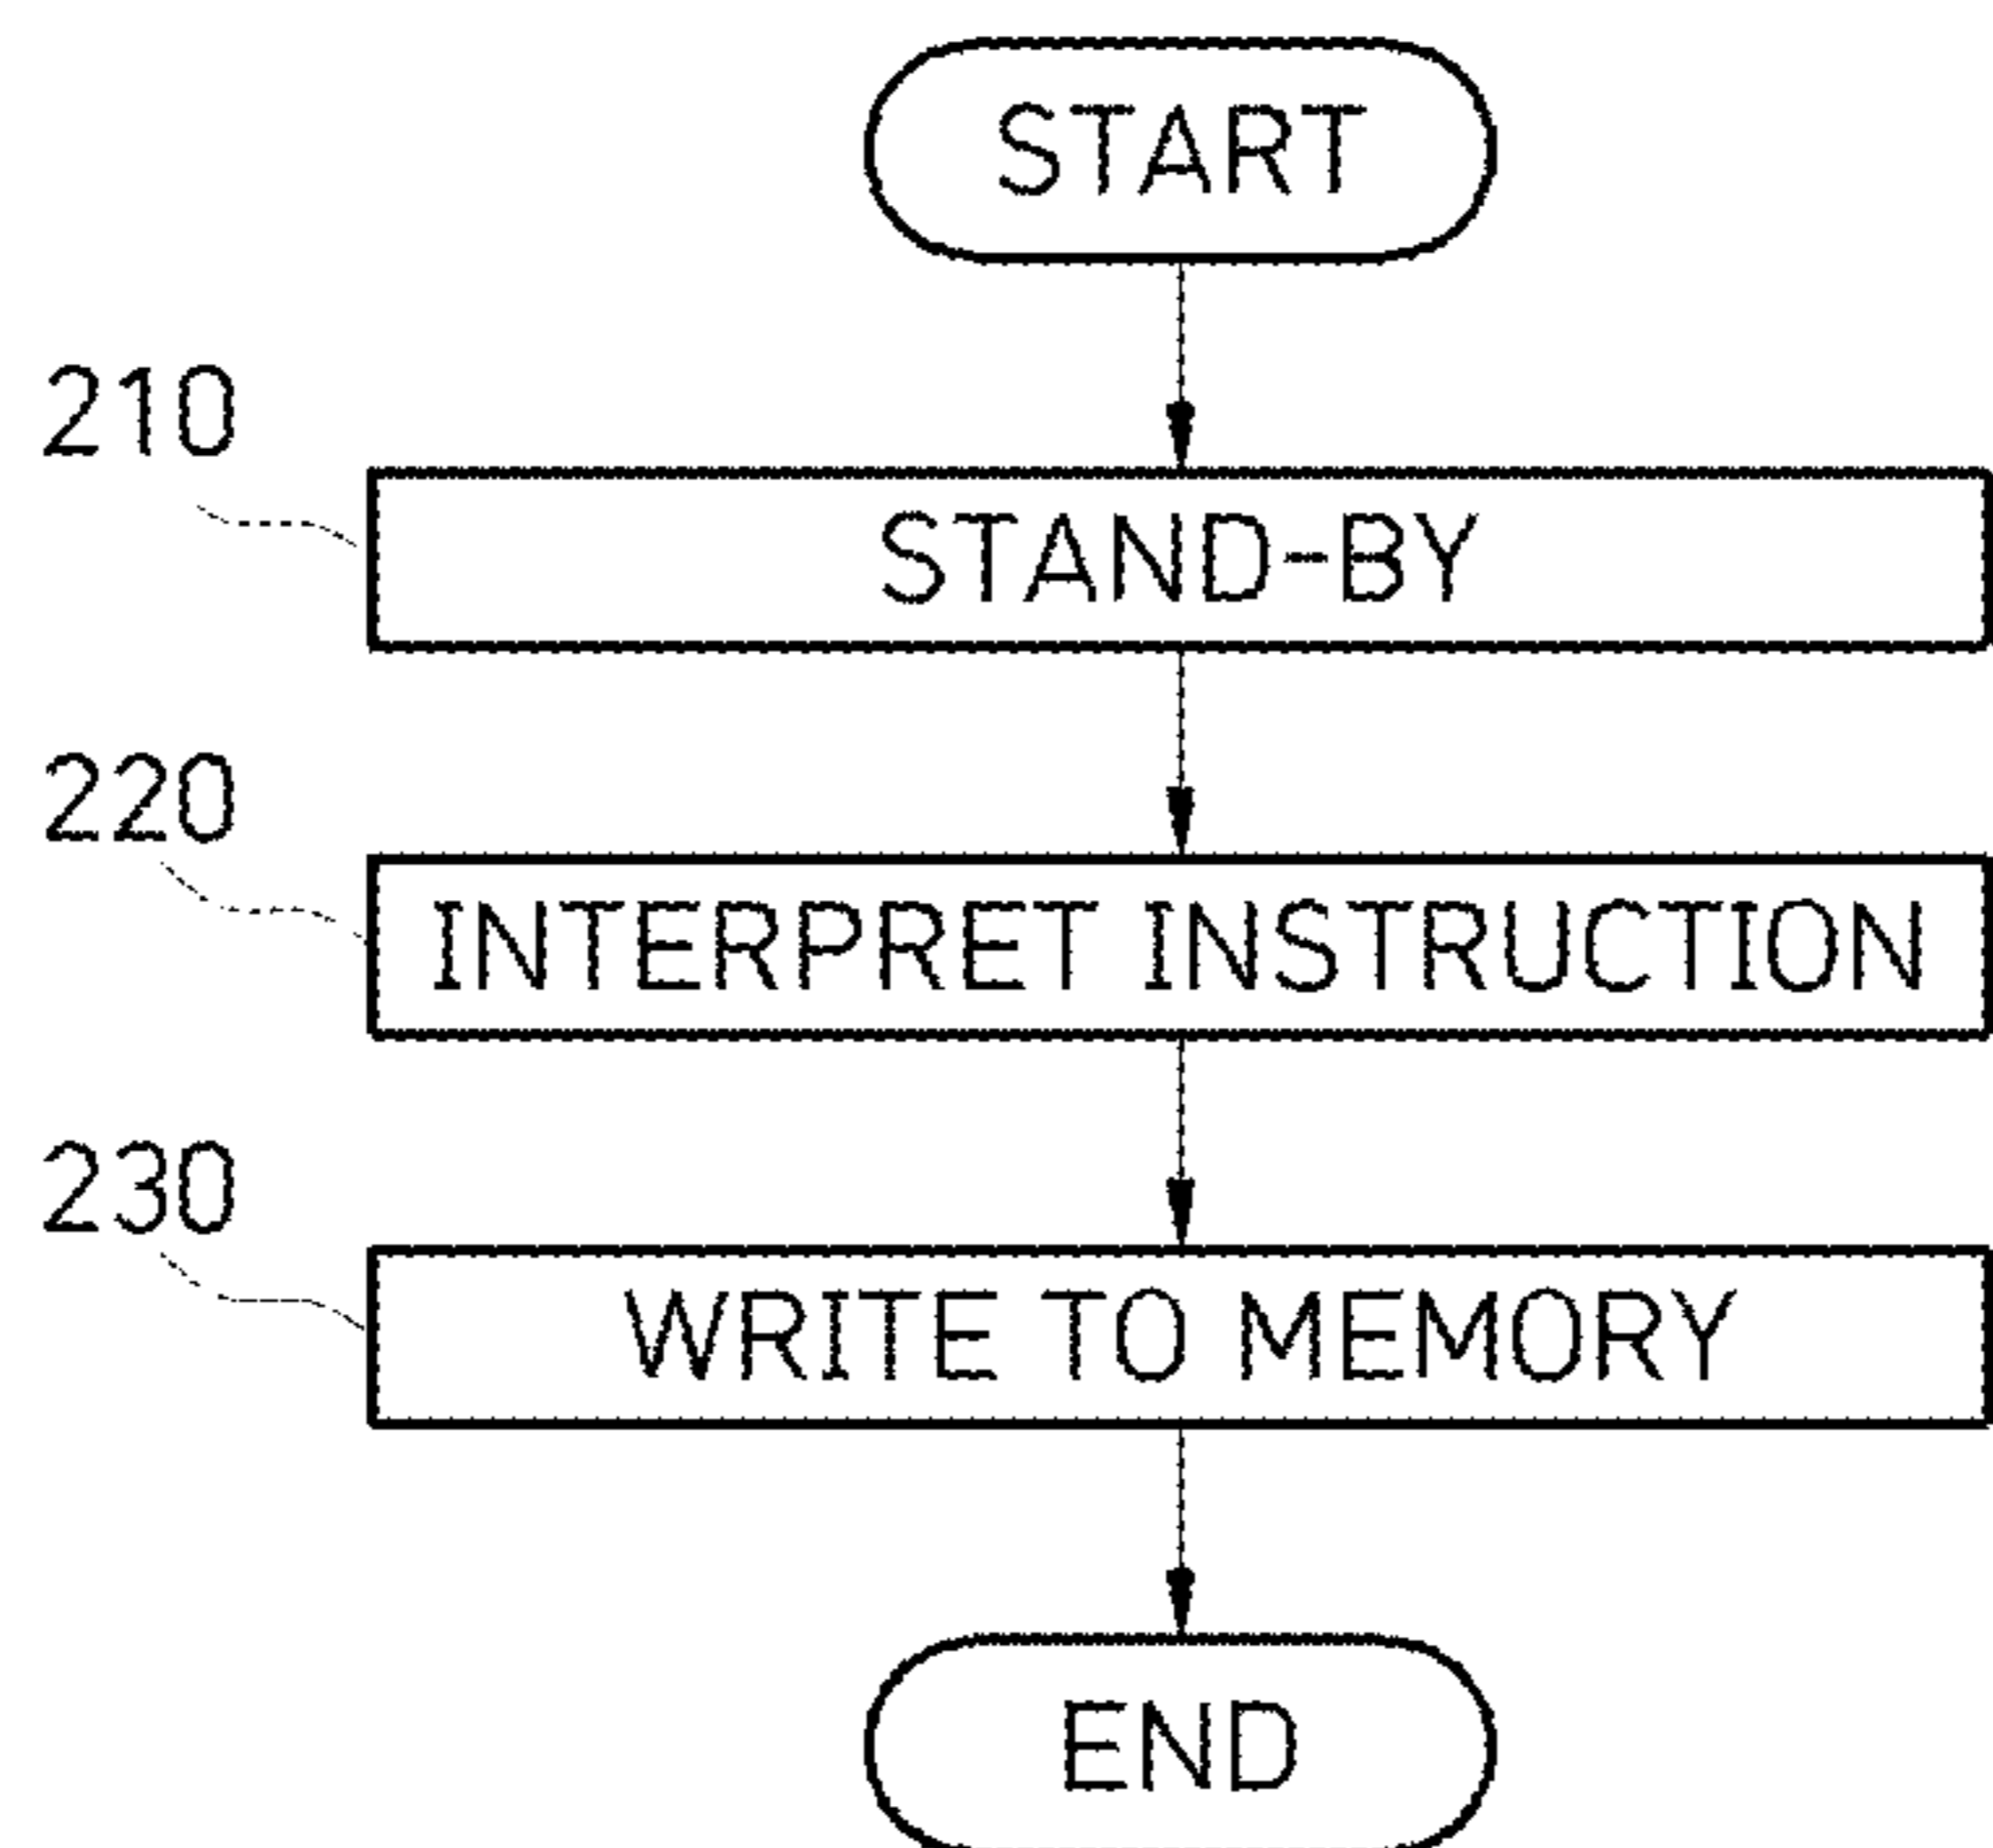 START
210
STAND-BY
220
INTERPRET INSTRUCTION
230
WRITE TO MEMORY
END